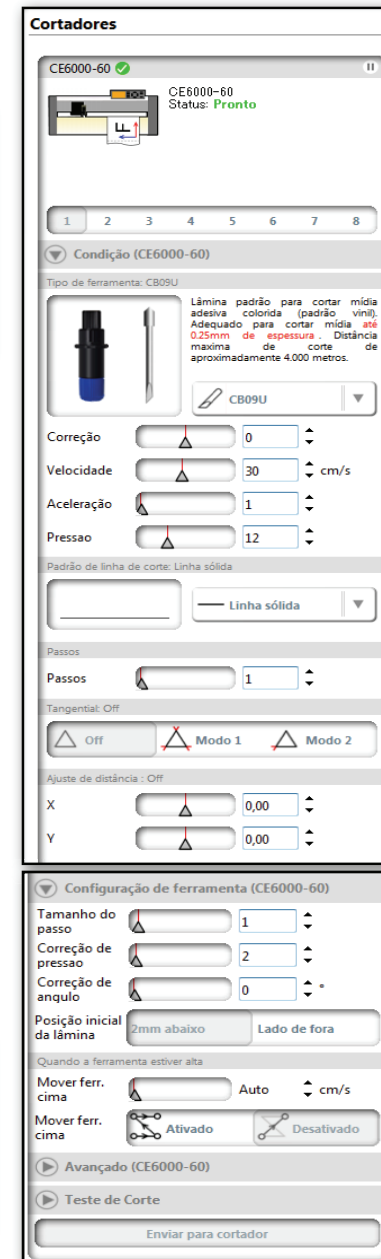 Cortadores
CE6000-60
CE6000-60
Status: Pronto
1 2 3 4 5 6 7 8
Condição (CE6000-60)
Tipo de ferramenta: CB09U
Lâmina padrão para cortar mídia
adesiva colorida (padrão vinil).
Adequado para cortar mídia até
0.25mm de espessura . Distância
maxima de corte de
aproximadamente 4.000 metros.
CB09U
Correção 0
Velocidade 30 cm/s
Aceleração 1
Pressao 12
Padrão de linha de corte: Linha sólida
Linha sólida
Passos
Passos 1
Tangential: Off
Off Modo 1 Modo 2
Ajuste de distância : Off
X 0,00
Y 0,00
Configuração de ferramenta (CE6000-60)
Tamanho do
passo 1
Correção de
pressao 2
Correção de
angulo 0 °
Posição inicial
da lâmina 2mm abaixo Lado de fora
Quando a ferramenta estiver alta
Mover ferr.
cima Auto cm/s
Mover ferr.
cima Ativado Desativado
Avançado (CE6000-60)
Teste de Corte
Enviar para cortador